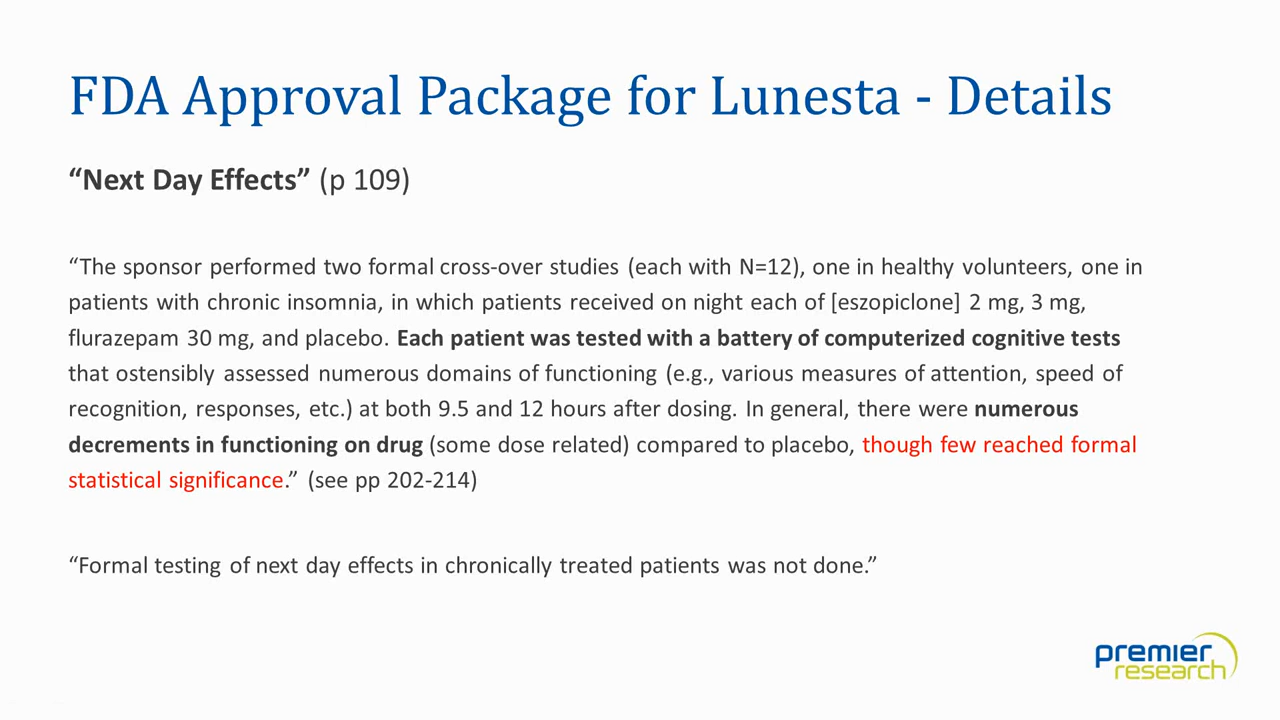 FDA Approval Package for Lunesta - Details
“Next Day Effects” (p 109)
“The sponsor performed two formal cross-over studies (each with N=12), one in healthy volunteers, one in
patients with chronic insomnia, in which patients received on night each of [eszopiclone] 2 mg, 3 mg,
flurazepam 30 mg, and placebo. Each patient was tested with a battery of computerized cognitive tests
that ostensibly assessed numerous domains of functioning (e.g., various measures of attention, speed of
recognition, responses, etc.) at both 9.5 and 12 hours after dosing. In general, there were numerous
decrements in functioning on drug (some dose related) compared to placebo, though few reached formal
statistical significance.” (see pp 202-214)
“Formal testing of next day effects in chronically treated patients was not done.”
premier
research